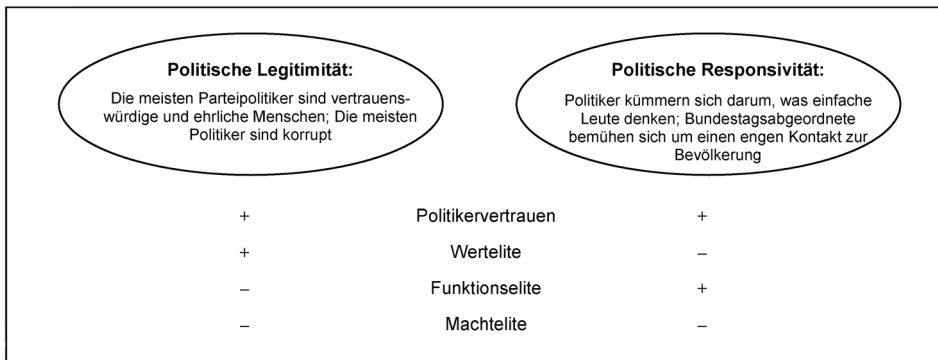 Politische Legitimität:
Die meisten Parteipolitiker sind vertrauens-
würdige und ehrliche Menschen; Die meisten
Politiker sind korrupt
Politische Responsivität:
Politiker kümmern sich darum, was einfache
Leute denken; Bundestagsabgeordnete
bemühen sich um einen engen Kontakt zur
Bevölkerung
+ Politikervertrauen +
+ Wertelite –
– Funktionselite +
– Machtelite –